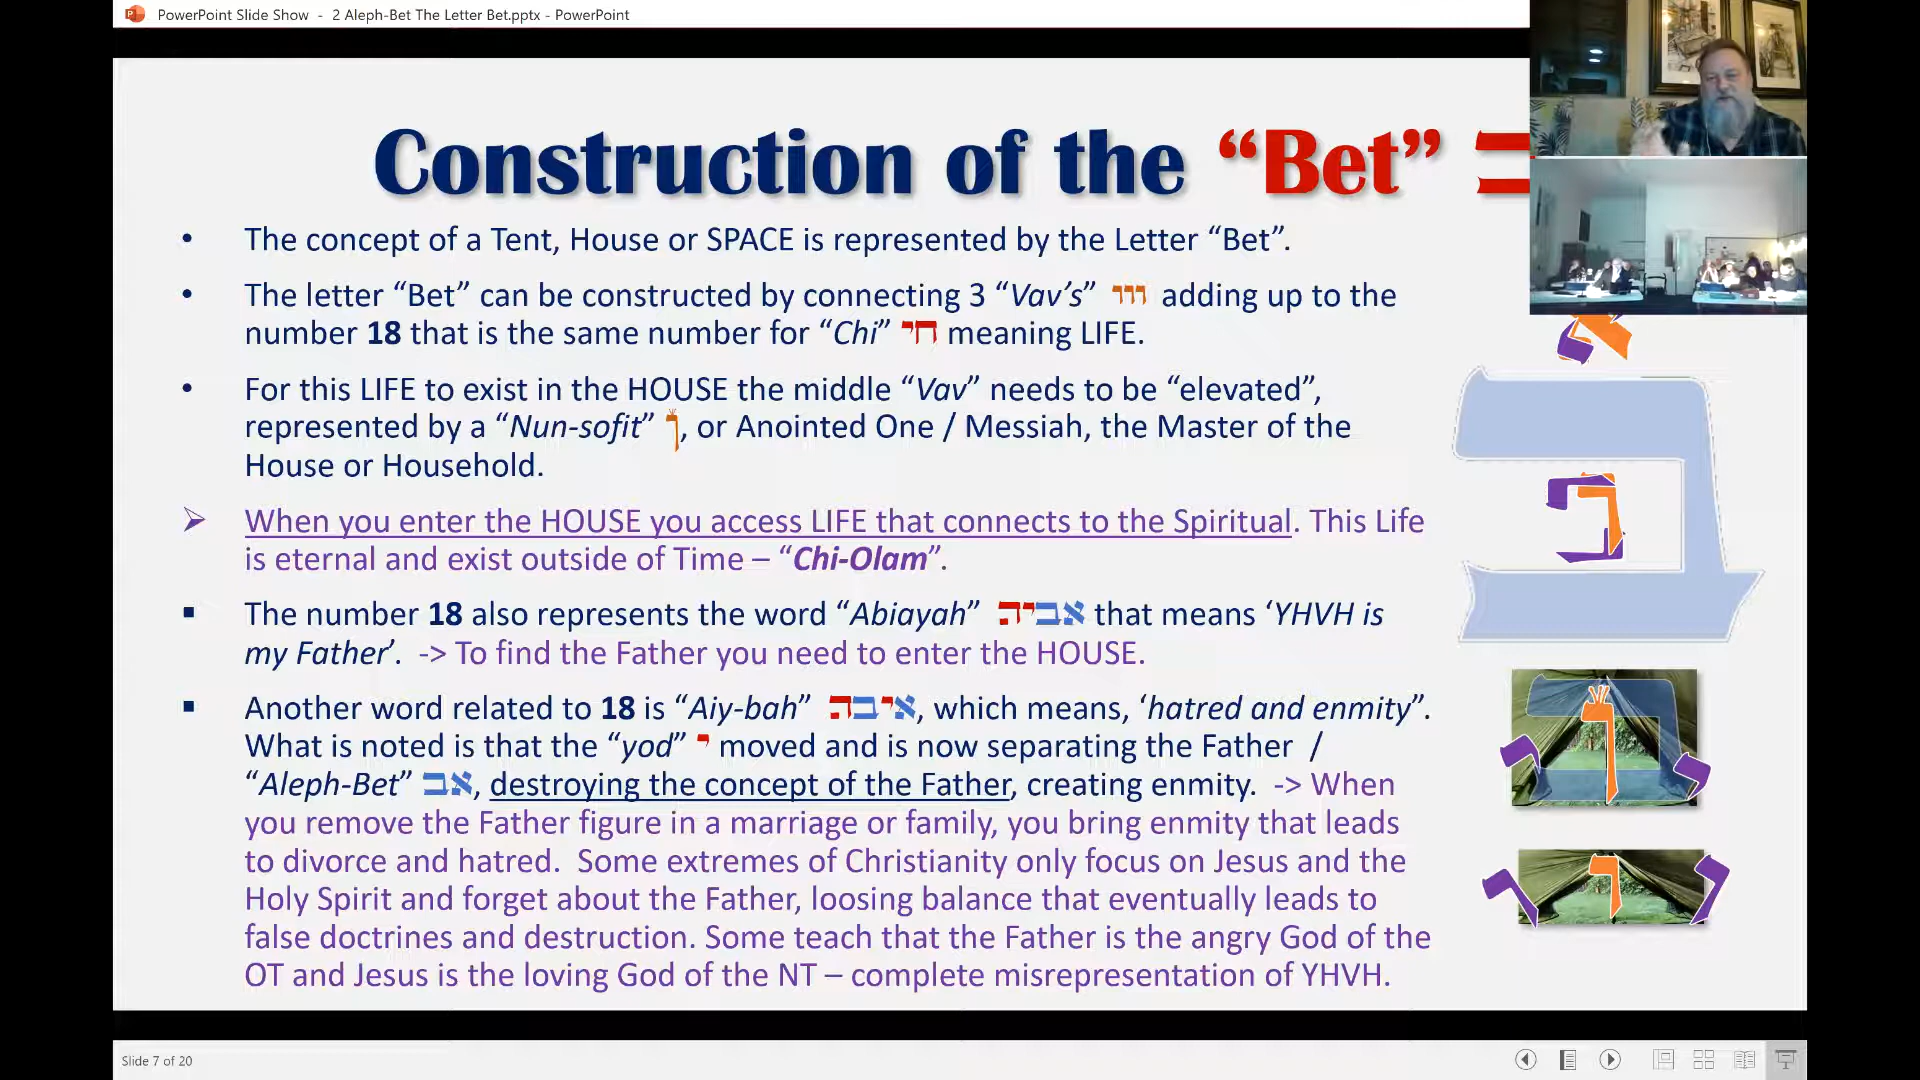 PowerPoint Slide Show - 2 Aleph-Bet The Letter Bet.pptx - PowerPoint
Construction of the “Bet”
• The concept of a Tent, House or SPACE is represented by the Letter “Bet”.
• The letter “Bet” can be constructed by connecting 3 “Vav’s” ווו adding up to the
number 18 that is the same number for “Chi” חי meaning LIFE.
• For this LIFE to exist in the HOUSE the middle “Vav” needs to be “elevated”,
represented by a “Nun-sofit” ן, or Anointed One / Messiah, the Master of the
House or Household.
➢ When you enter the HOUSE you access LIFE that connects to the Spiritual. This Life
is eternal and exist outside of Time – “Chi-Olam”.
▪ The number 18 also represents the word “Abiayah” אביה that means ‘YHVH is
my Father’. -> To find the Father you need to enter the HOUSE.
▪ Another word related to 18 is “Aiy-bah” איבה, which means, ‘hatred and enmity”.
What is noted is that the “yod” י moved and is now separating the Father /
“Aleph-Bet” אב, destroying the concept of the Father, creating enmity. -> When
you remove the Father figure in a marriage or family, you bring enmity that leads
to divorce and hatred. Some extremes of Christianity only focus on Jesus and the
Holy Spirit and forget about the Father, loosing balance that eventually leads to
false doctrines and destruction. Some teach that the Father is the angry God of the
OT and Jesus is the loving God of the NT – complete misrepresentation of YHVH.
Slide 7 of 20